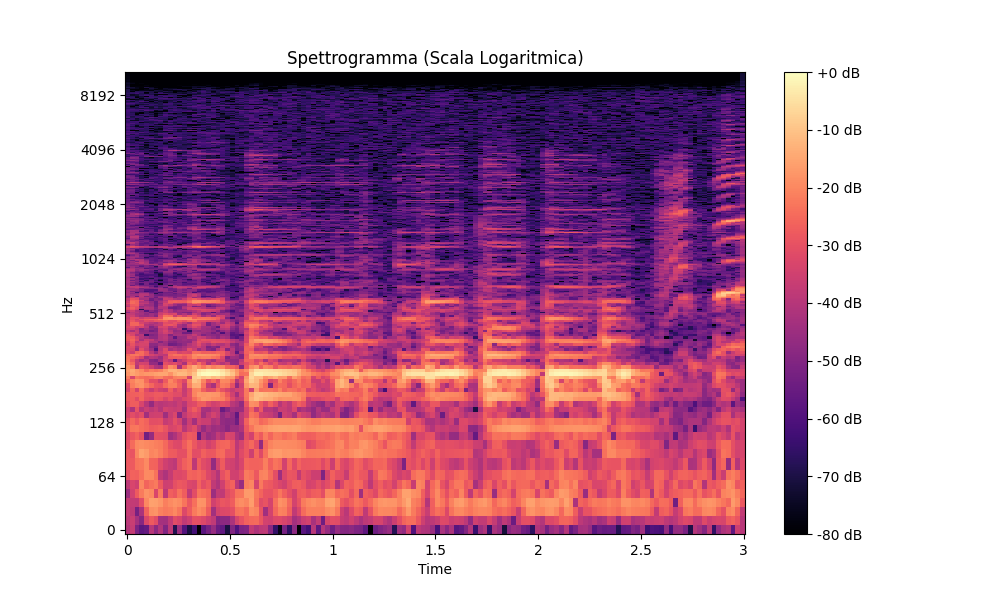 Spettrogramma (Scala Logaritmica)
Hz
8192
4096
2048
1024
512
256
128
64
0
0
0.5
1
1.5
2
2.5
3
Time
+0 dB
-10 dB
-20 dB
-30 dB
-40 dB
-50 dB
-60 dB
-70 dB
-80 dB